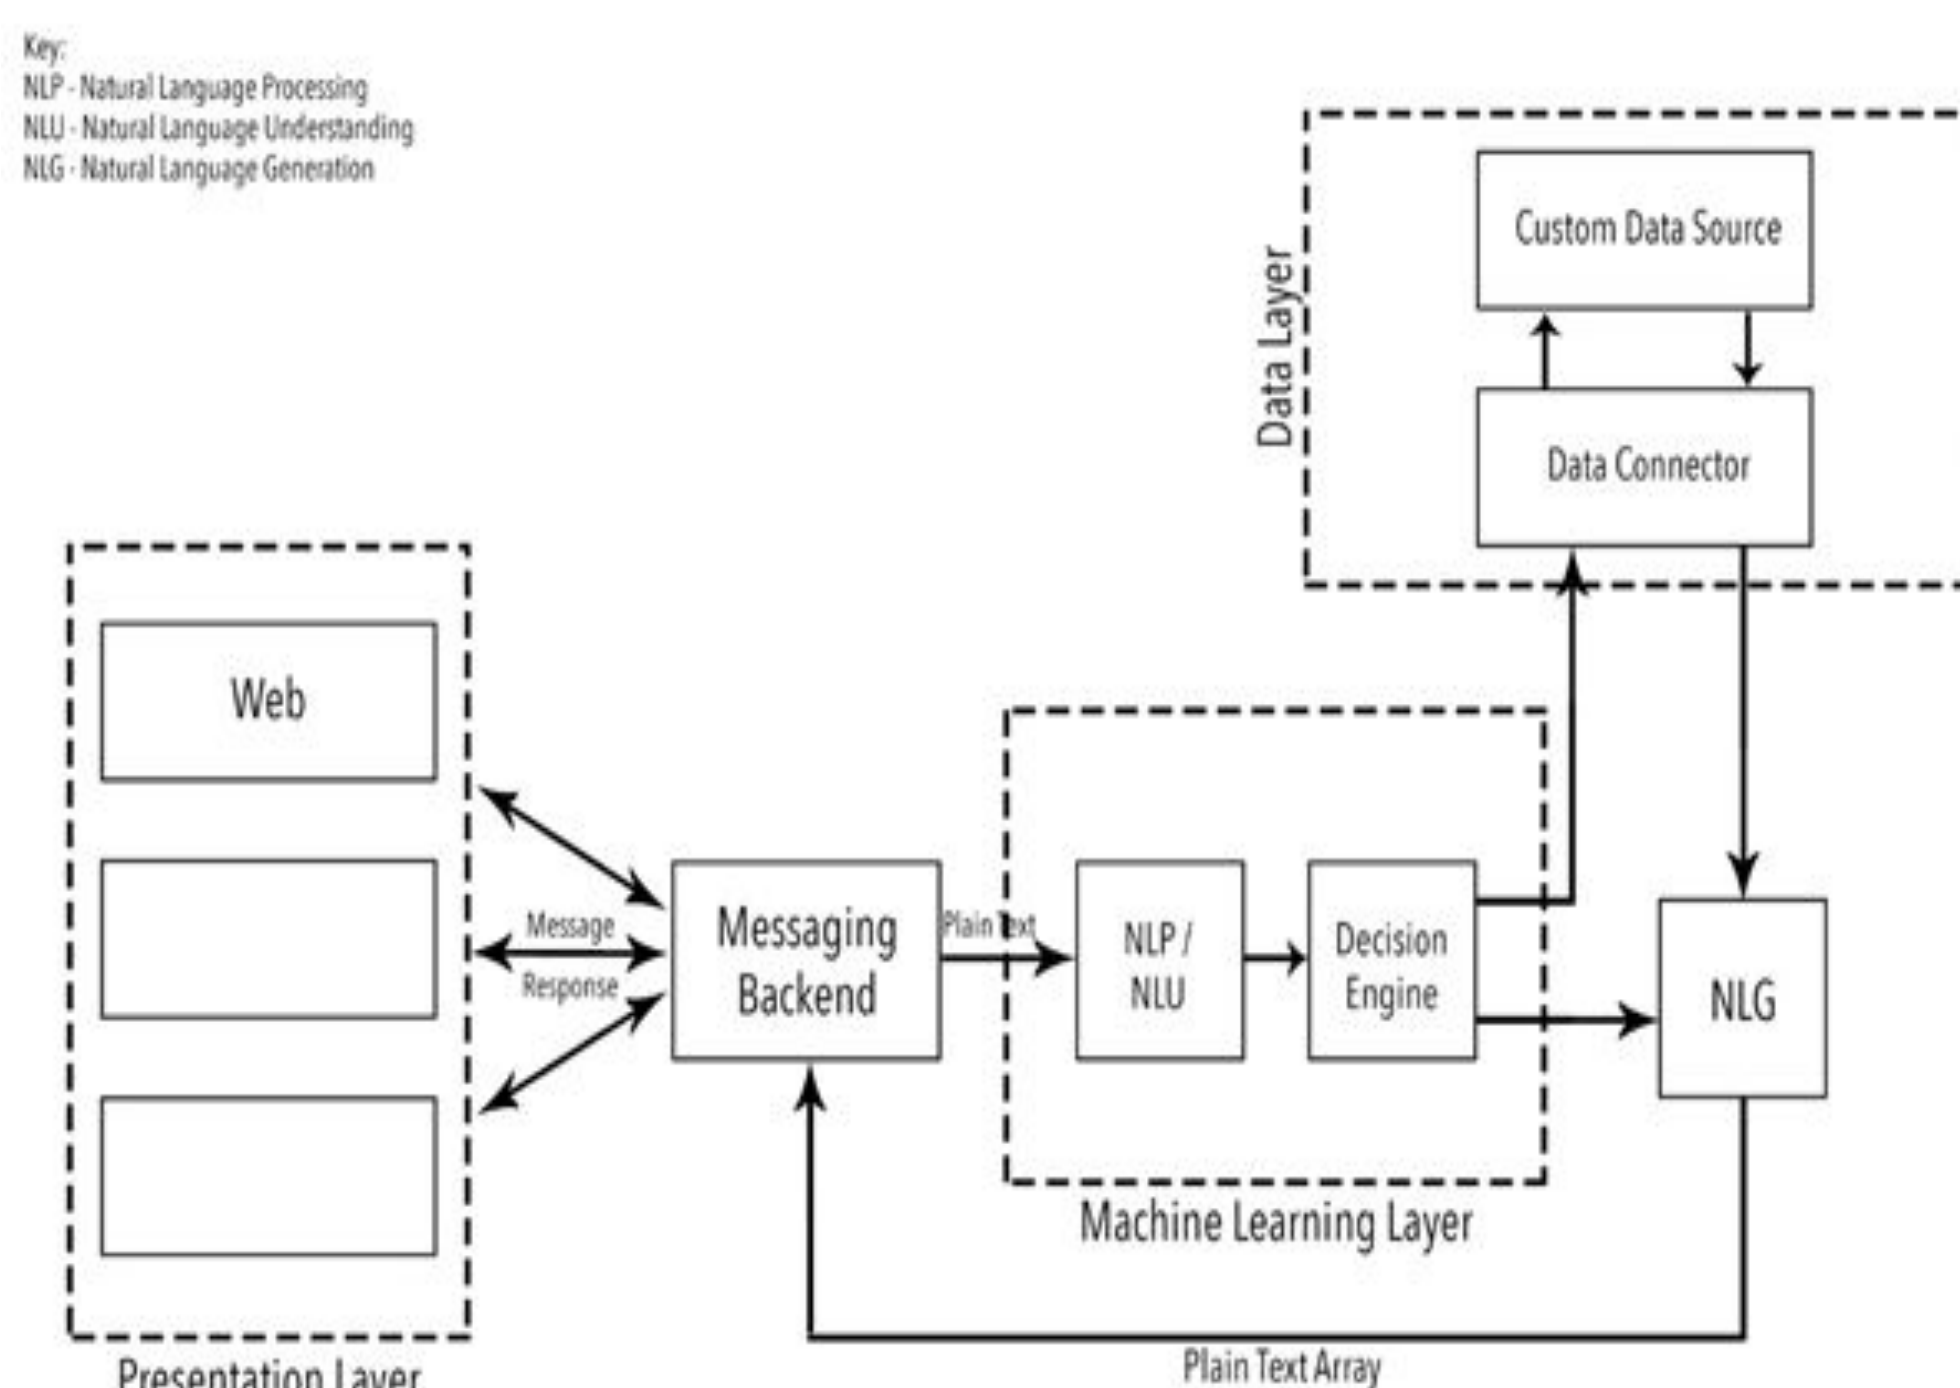 Key:
NLP - Natural Language Processing
NLU - Natural Language Understanding
NLG - Natural Language Generation
Custom Data Source
Data Layer
Data Connector
Web
Message
Response
Messaging
Backend
Plain Text
NLP /
NLU
Decision
Engine
NLG
Machine Learning Layer
Presentation Layer
Plain Text Array